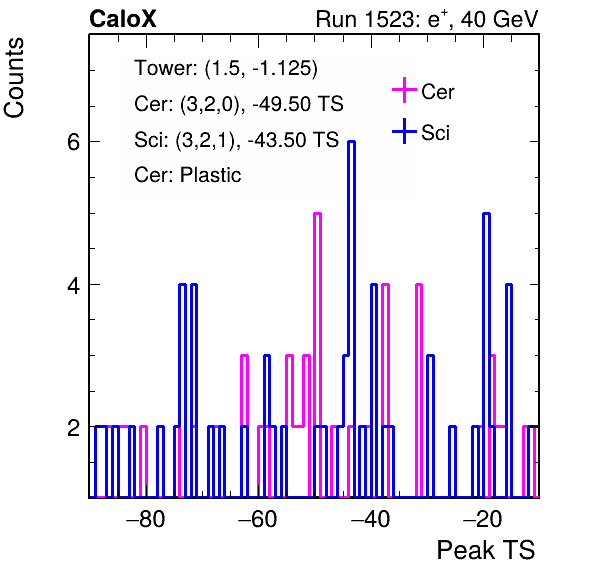 CaloX Run 1523: e+, 40 GeV
Counts
Tower: (1.5, -1.125)
Cer: (3,2,0), -49.50 TS
Sci: (3,2,1), -43.50 TS
Cer: Plastic
Cer
Sci
6
4
2
−80 −60 −40 −20
Peak TS